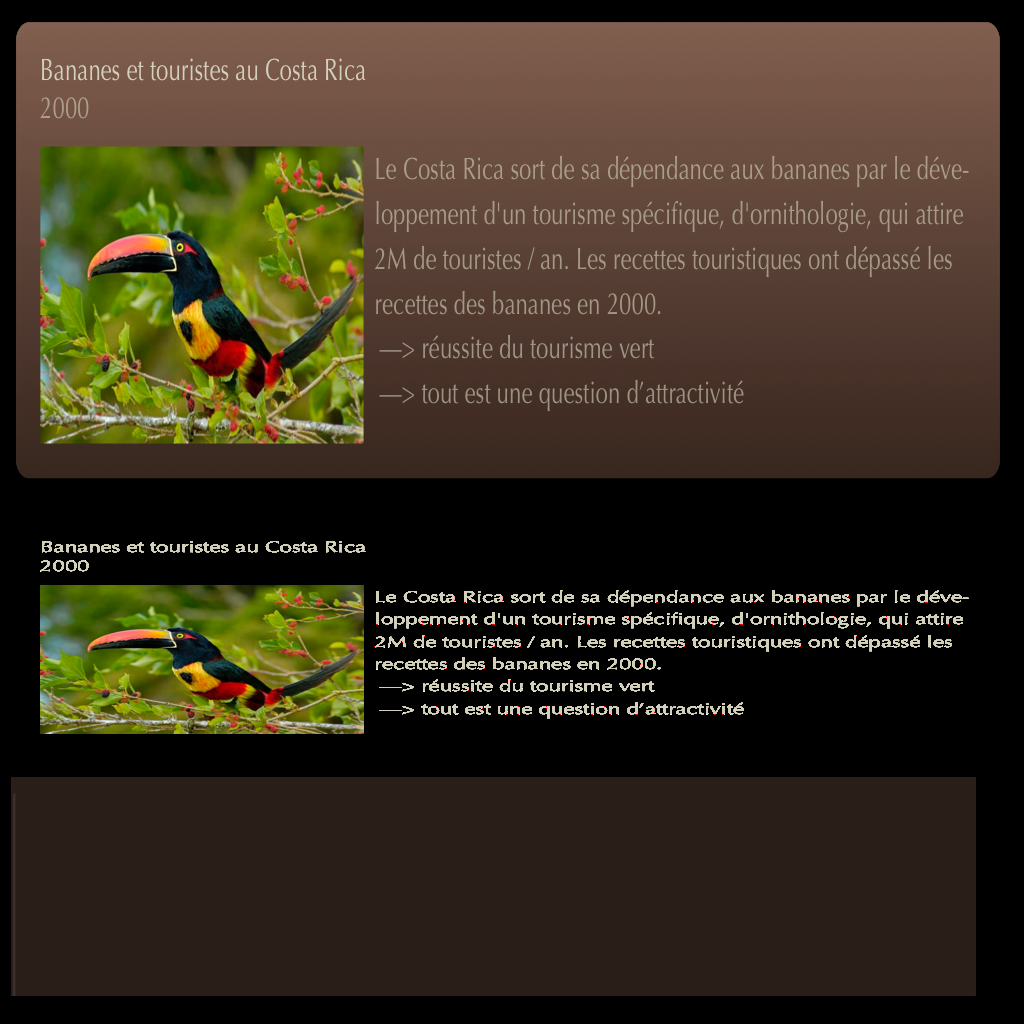 Bananes et touristes au Costa Rica
2000
Le Costa Rica sort de sa dépendance aux bananes par le déve-
loppement d'un tourisme spécifique, d'ornithologie, qui attire
2M de touristes / an. Les recettes touristiques ont dépassé les
recettes des bananes en 2000.
—> réussite du tourisme vert
—> tout est une question d’attractivité
Bananes et touristes au Costa Rica
2000
Le Costa Rica sort de sa dépendance aux bananes par le déve-
loppement d'un tourisme spécifique, d'ornithologie, qui attire
2M de touristes / an. Les recettes touristiques ont dépassé les
recettes des bananes en 2000.
—> réussite du tourisme vert
—> tout est une question d’attractivité